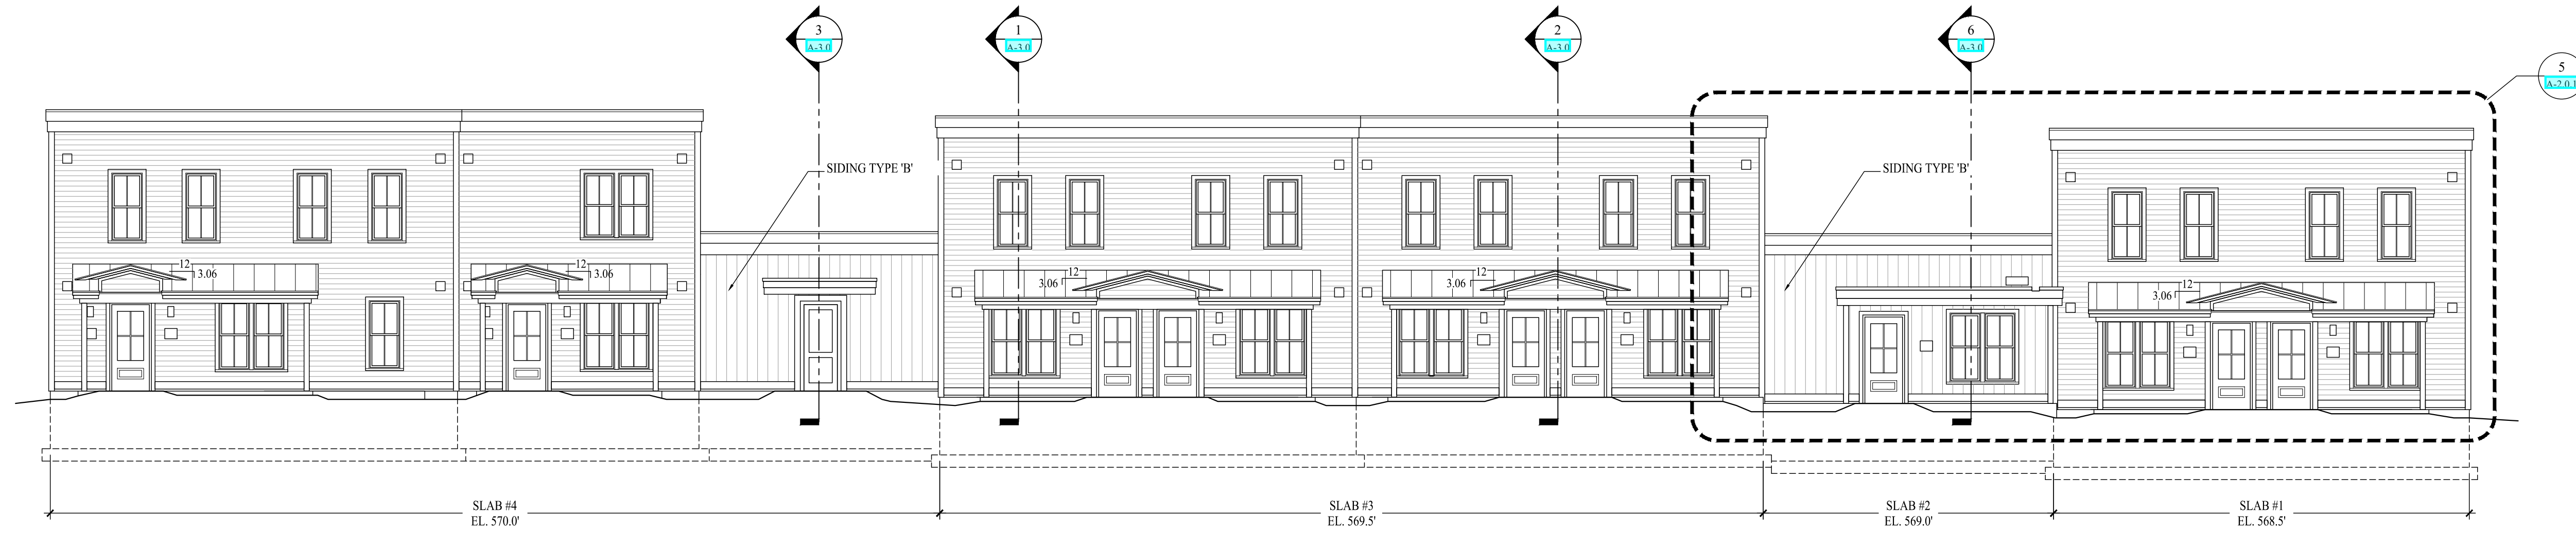 3
A-3.0
1
A-3.0
2
A-3.0
6
A-3.0
5
A-2.0.1
SIDING TYPE 'B'
SIDING TYPE 'B'
12
3.06
12
3.06
12
3.06
12
3.06
12
3.06
SLAB #4
EL. 570.0'
SLAB #3
EL. 569.5'
SLAB #2
EL. 569.0'
SLAB #1
EL. 568.5'